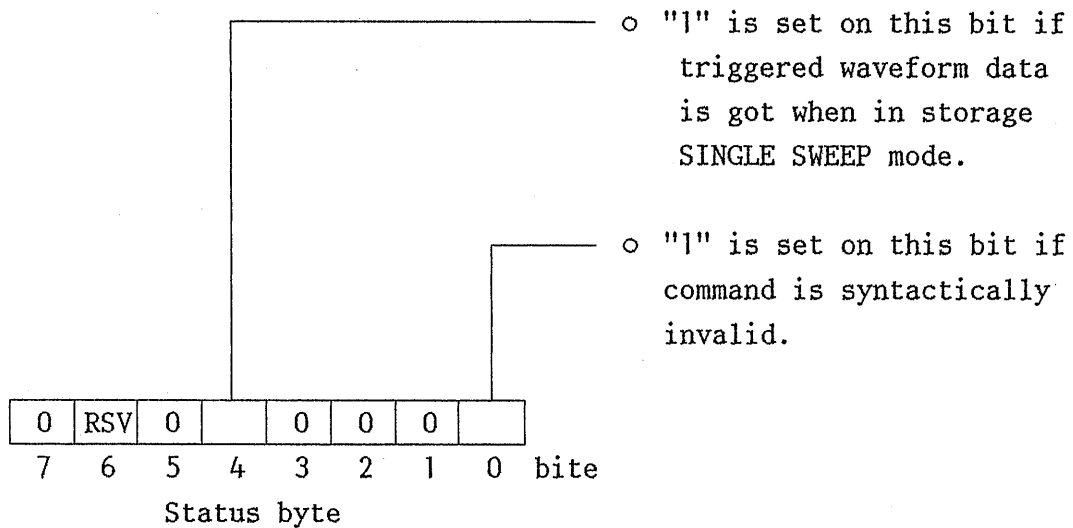 o "1" is set on this bit if
triggered waveform data
is got when in storage
SINGLE SWEEP mode.
o "1" is set on this bit if
command is syntactically
invalid.
0 RSV 0 0 0 0
7 6 5 4 3 2 1 0 bite
Status byte